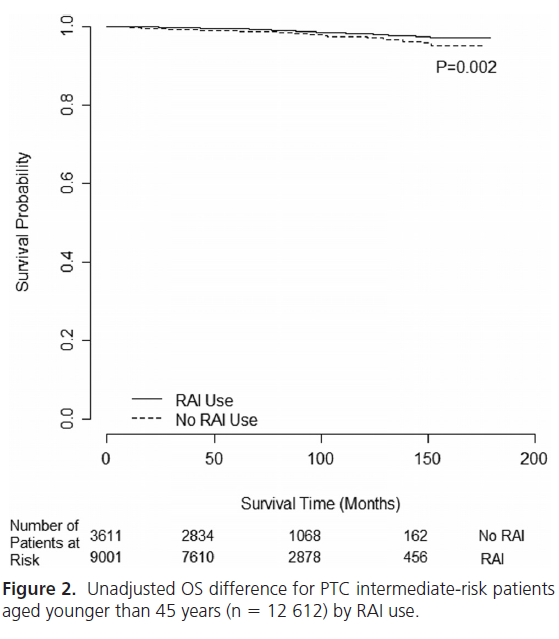 1.0
0.8
0.6
0.4
0.2
0.0
Survival Probability
P=0.002
RAI Use
No RAI Use
0 50 100 150 200
Survival Time (Months)
Number of
Patients at
Risk
3611 2834 1068 162 No RAI
9001 7610 2878 456 RAI
Figure 2. Unadjusted OS difference for PTC intermediate-risk patients
aged younger than 45 years (n = 12 612) by RAI use.